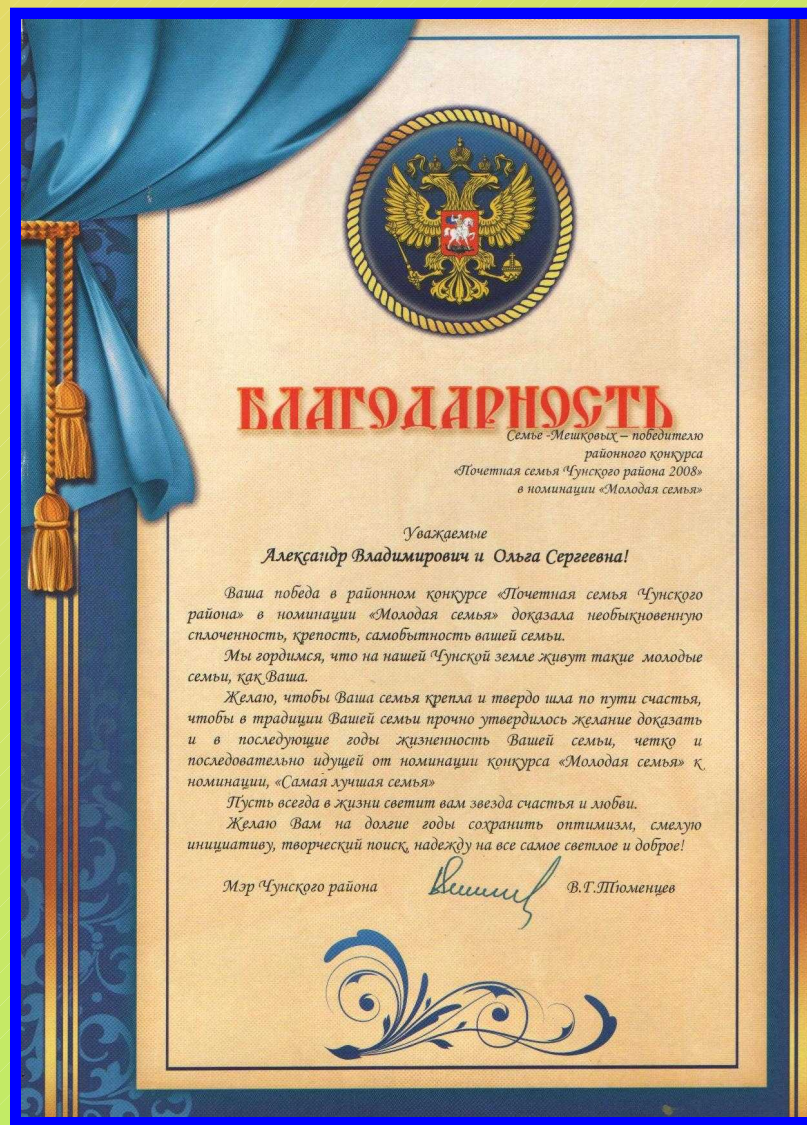 БЛАГОДАРНОСТЬ
Семье -Мешковых – победителю
районного конкурса
«Почетная семья Чунского района 2008»
в номинации «Молодая семья»
Уважаемые
Александр Владимирович и Ольга Сергеевна!
Ваша победа в районном конкурсе «Почетная семья Чунского
района» в номинации «Молодая семья» доказала необыкновенную
сплоченность, крепость, самобытность вашей семьи.
Мы гордимся, что на нашей Чунской земле живут такие молодые
семьи, как Ваша.
Желаю, чтобы Ваша семья крепла и твердо шла по пути счастья,
чтобы в традиции Вашей семьи прочно утвердилось желание доказать
и в последующие годы жизненность Вашей семьи, четко и
последовательно идущей от номинации конкурса «Молодая семья» к
номинации, «Самая лучшая семья»
Пусть всегда в жизни светит вам звезда счастья и любви.
Желаю Вам на долгие годы сохранить оптимизм, смелую
инициативу, творческий поиск, надежду на все самое светлое и доброе!
Мэр Чунского района В.Г.Тюменцев